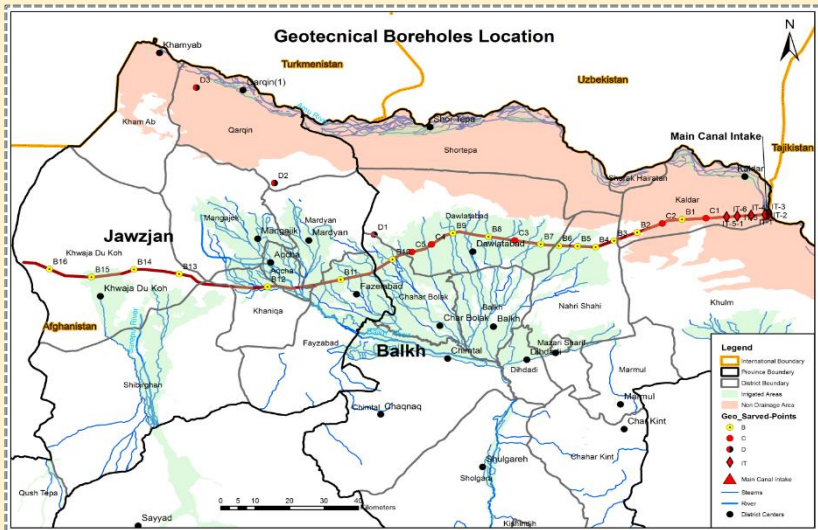 Geotecnical Boreholes Location
N
Khamyab
Turkmenistan
Uzbekistan
D3
Qarqin(1)
Amu River
Kham Ab
Qarqin
Shor Tepa
Shortepa
Main Canal Intake
Tajikistan
Sharak Hairatan
Kaldar
Kaldar
D2
Mangajek
Mardyan
Mangajik
Mardyan
Dawlatabad
D1
B9
B8
C3
C4
C5
B10
Dawlatabad
B7
B6
B5
B4
B3
B2
C2
B1
C1
IT-6
IT-3
IT-2
IT-1
IT-5-1
Jawzjan
Khwaja Du Koh
B16
B15
B14
B13
Khwaja Du Koh
Aqcha
Aqcha
B12
B11
Fazelabad
Chahar Bolak
Balkh
Balkh
Char Bolak
Nahri Shahi
Khulm
Afghanistan
Khaniqa
Fayzabad
Balkh
Chimtal
Mazari Sharif
Dihdadi
Dihdadi
Marmul
Marmul
Shibirghan
Chimtal
Chaqnaq
Char Kint
Chahar Kint
Shulgareh
Sholgara
Qush Tepa
Sayyad
Kishindih
0 5 10 20 30 40
Kilometers
Legend
International Boundary
Province Boundary
District Boundary
Irrigated Areas
Non Drainage Area
Geo_Sarved-Points
B
C
D
IT
Main Canal Intake
Steams
River
District Centers